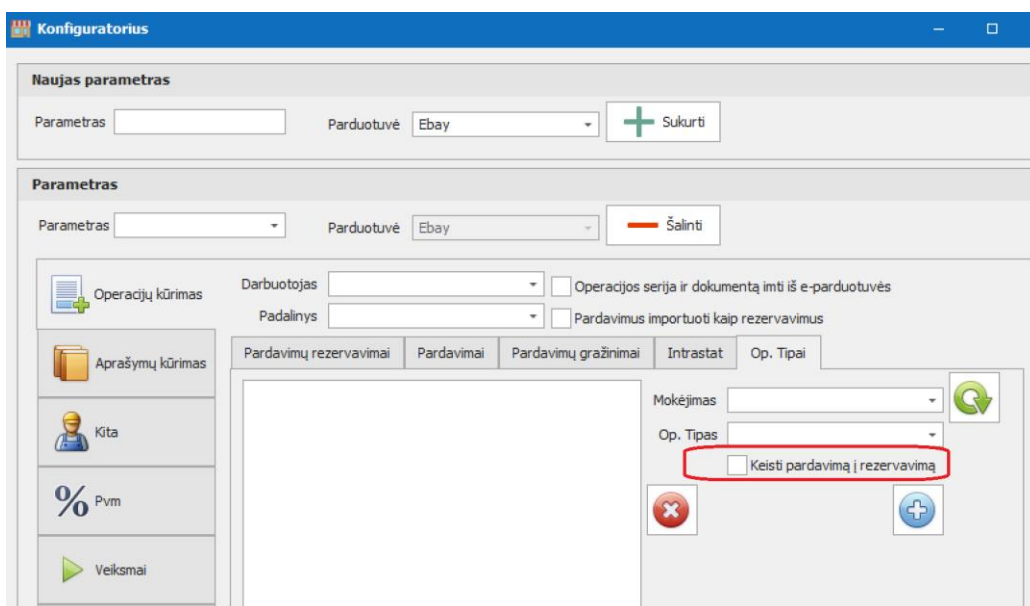 Konfiguratorius
Naujas parametras
Parametras Parduotuvė Ebay Sukurti
Parametras
Parametras Parduotuvė Ebay Šalinti
Operacijų kūrimas
Darbuotojas Operacijos serija ir dokumentą imti iš e-parduotuvės
Padalinys Pardavimus importuoti kaip rezervavimus
Aprašymų kūrimas
Pardavimų rezervavimai Pardavimai Pardavimų gražinimai Intrastat Op. Tipai
Mokėjimas
Kita
Op. Tipas
Keisti pardavimą į rezervavimą
% Pvm
Veiksmai